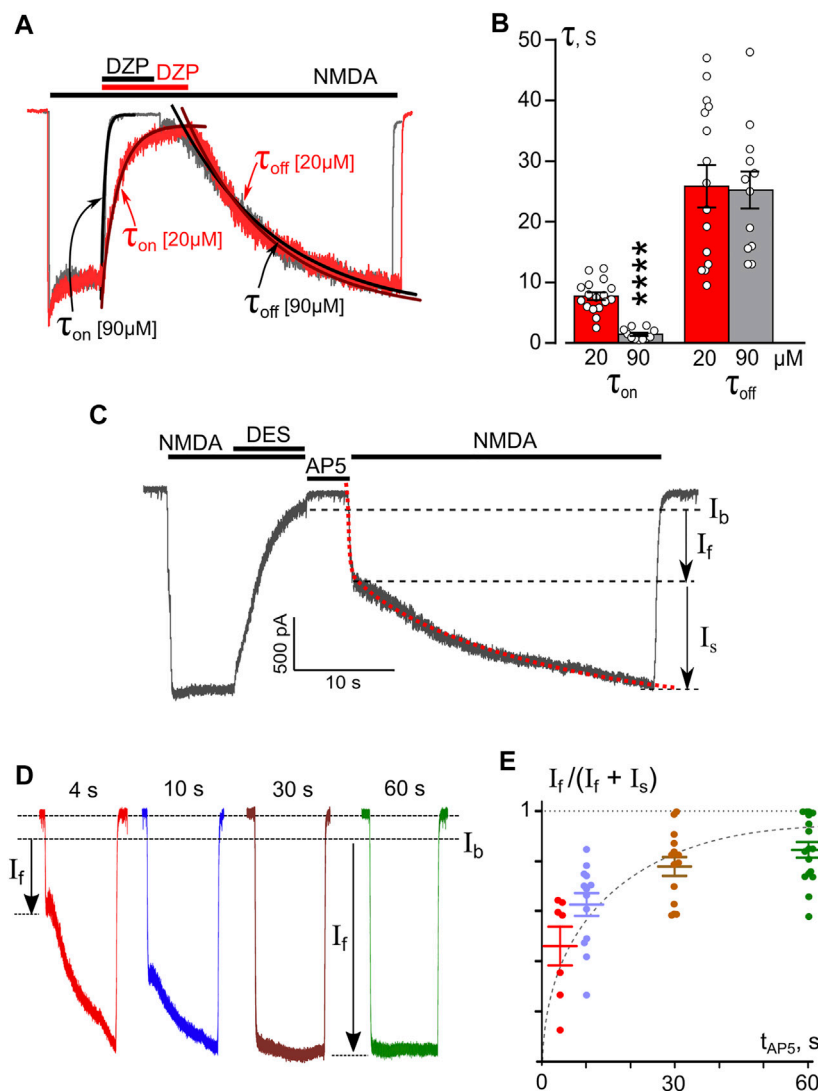 A
DZP
DZP
NMDA
τoff [20µM]
τon [20µM]
τon [90µM]
τoff [90µM]
B
τ, s
50
40
30
20
10
0
****
20 90 20 90 µM
τon τoff
C
NMDA DES AP5 NMDA
Ib
If
Is
500 pA
10 s
D
4 s 10 s 30 s 60 s
Ib
If
If
E
If/(If + Is)
1
0
0 30 60
tAP5, s